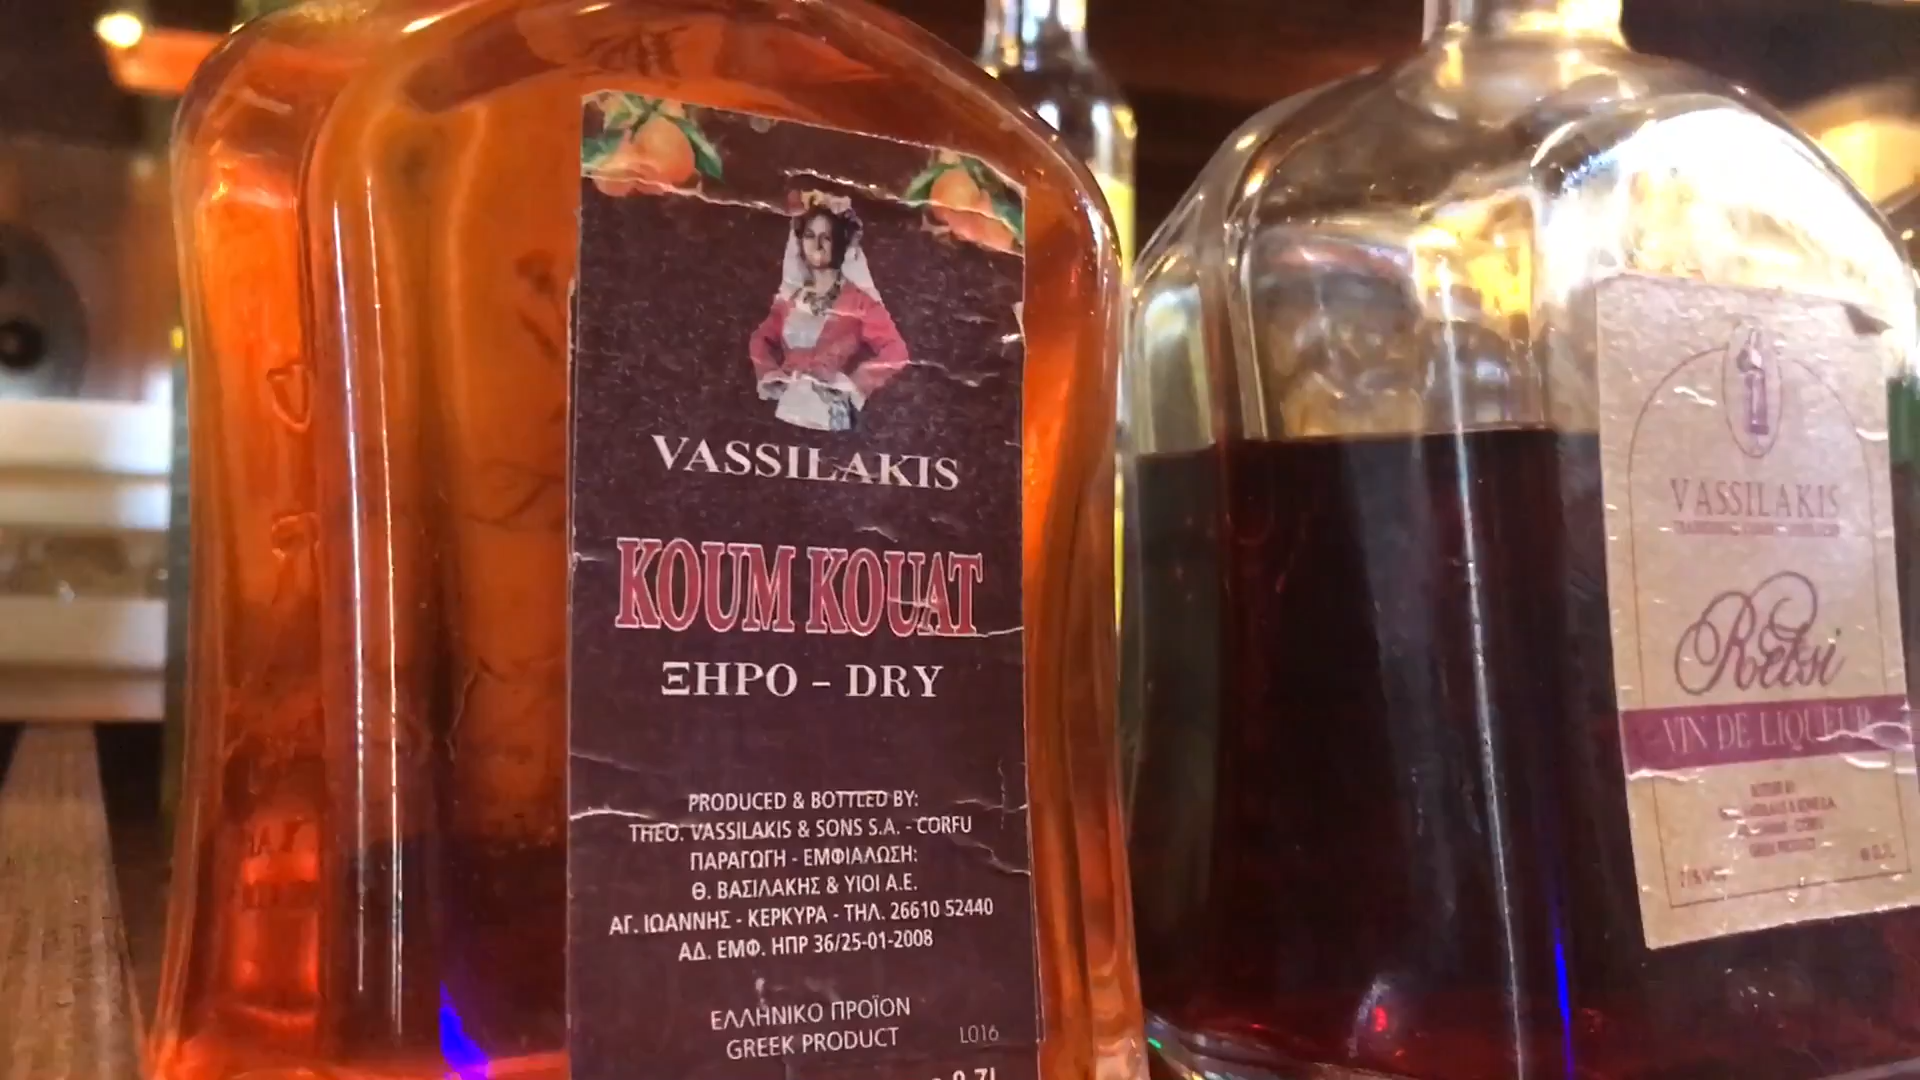 VASSILAKIS
KOUM KOUAT
ΞΗΡΟ - DRY
PRODUCED & BOTTLED BY:
THEO. VASSILAKIS & SONS S.A. - CORFU
ΠΑΡΑΓΩΓΗ - ΕΜΦΙΑΛΩΣΗ:
Θ. ΒΑΣΙΛΑΚΗΣ & ΥΙΟΙ Α.Ε.
ΑΓ. ΙΩΑΝΝΗΣ - ΚΕΡΚΥΡΑ - ΤΗΛ. 26610 52440
ΑΔ. ΕΜΦ. ΗΠΡ 36/25-01-2008
ΕΛΛΗΝΙΚΟ ΠΡΟΪΟΝ
GREEK PRODUCT
L016
0,7L
VASSILAKIS
Retsi
VIN DE LIQUEUR